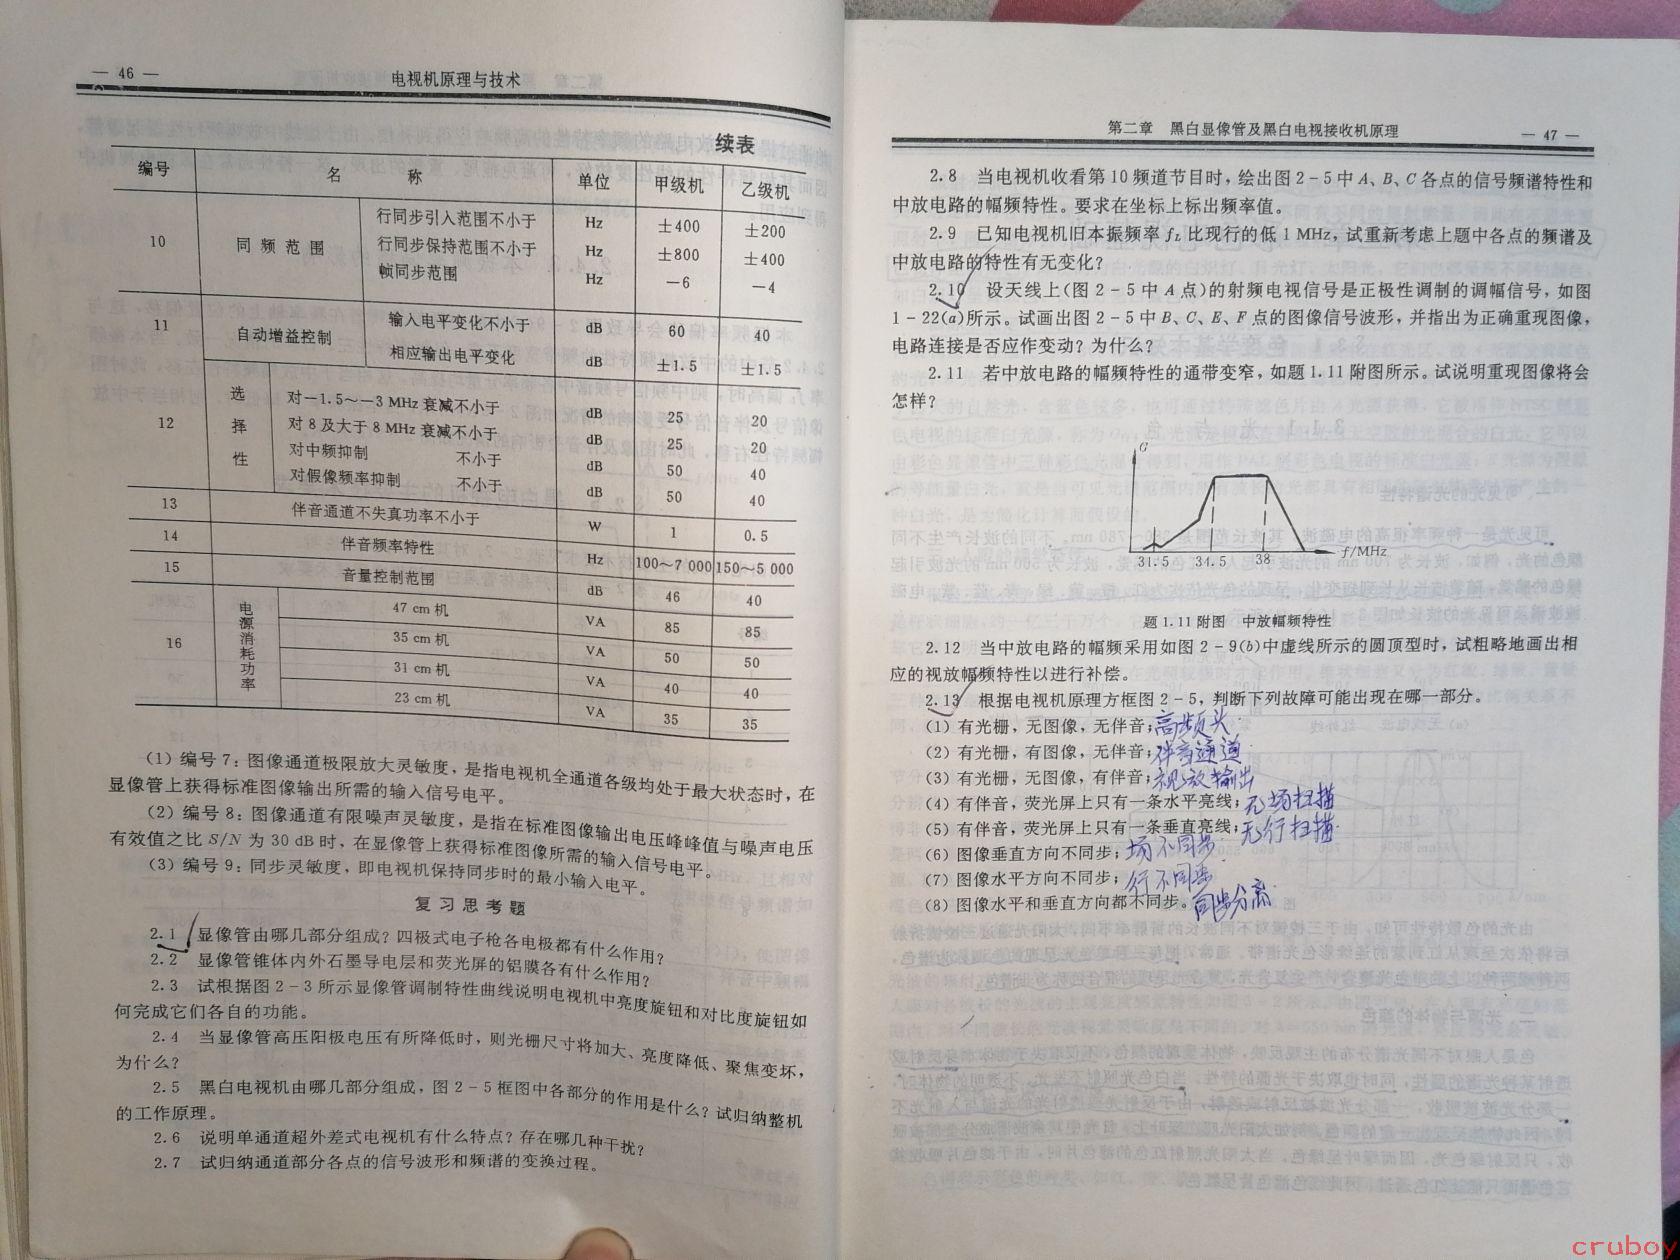 — 46 —
电视机原理与技术
续表
编号 名 称 单位 甲级机 乙级机
10 同频范围 行同步引入范围不小于 Hz ±400 ±200
行同步保持范围不小于 Hz ±800 ±400
帧同步范围 Hz －6 －4
11 自动增益控制 输入电平变化不小于 dB 60 40
相应输出电平变化 dB ±1.5 ±1.5
12 选择性 对－1.5～－3 MHz 衰减不小于 dB 25 20
对 8 及大于 8 MHz 衰减不小于 dB 25 20
对中频抑制 不小于 dB 50 40
对假像频率抑制 不小于 dB 50 40
13 伴音通道不失真功率不小于 W 1 0.5
14 伴音频率特性 Hz 100～7 000 150～5 000
15 音量控制范围 dB 46 40
16 电源消耗功率 47 cm 机 VA 85 85
35 cm 机 VA 50 50
31 cm 机 VA 40 40
23 cm 机 VA 35 35
(1) 编号 7：图像通道极限放大灵敏度，是指电视机全通道各级均处于最大状态时，在
显像管上获得标准图像输出所需的输入信号电平。
(2) 编号 8：图像通道有限噪声灵敏度，是指在标准图像输出电压峰峰值与噪声电压
有效值之比 S/N 为 30 dB 时，在显像管上获得标准图像所需的输入信号电平。
(3) 编号 9：同步灵敏度，即电视机保持同步时的最小输入电平。
复习思考题
2.1 显像管由哪几部分组成？四极式电子枪各电极都有什么作用？
2.2 显像管锥体内外石墨导电层和荧光屏的铝膜各有什么作用？
2.3 试根据图 2－3 所示显像管调制特性曲线说明电视机中亮度旋钮和对比度旋钮如
何完成它们各自的功能。
2.4 当显像管高压阳极电压有所降低时，则光栅尺寸将加大、亮度降低、聚焦变坏，
为什么？
2.5 黑白电视机由哪几部分组成，图 2－5 框图中各部分的作用是什么？试归纳整机
的工作原理。
2.6 说明单通道超外差式电视机有什么特点？存在哪几种干扰？
2.7 试归纳通道部分各点的信号波形和频谱的变换过程。
第二章 黑白显像管及黑白电视接收机原理
— 47 —
2.8 当电视机收看第 10 频道节目时，绘出图 2－5 中 A、B、C 各点的信号频谱特性和
中放电路的幅频特性。要求在坐标上标出频率值。
2.9 已知电视机旧本振频率 fL 比现行的低 1 MHz，试重新考虑上题中各点的频谱及
中放电路的特性有无变化？
2.10 设天线上(图 2－5 中 A 点)的射频电视信号是正极性调制的调幅信号，如图
1－22(a)所示。试画出图 2－5 中 B、C、E、F 点的图像信号波形，并指出为正确重现图像，
电路连接是否应作变动？为什么？
2.11 若中放电路的幅频特性的通带变窄，如题 1.11 附图所示。试说明重现图像将会
怎样？
G
31.5 34.5 38 f/MHz
题 1.11 附图 中放幅频特性
2.12 当中放电路的幅频采用如图 2－9(b)中虚线所示的圆顶型时，试粗略地画出相
应的视放幅频特性以进行补偿。
2.13 根据电视机原理方框图 2－5，判断下列故障可能出现在哪一部分。
(1) 有光栅，无图像，无伴音；高频头
(2) 有光栅，有图像，无伴音；伴音通道
(3) 有光栅，无图像，有伴音；视放输出
(4) 有伴音，荧光屏上只有一条水平亮线；无场扫描
(5) 有伴音，荧光屏上只有一条垂直亮线；无行扫描
(6) 图像垂直方向不同步；场不同步
(7) 图像水平方向不同步；行不同步
(8) 图像水平和垂直方向都不同步。同步分离
cruboy